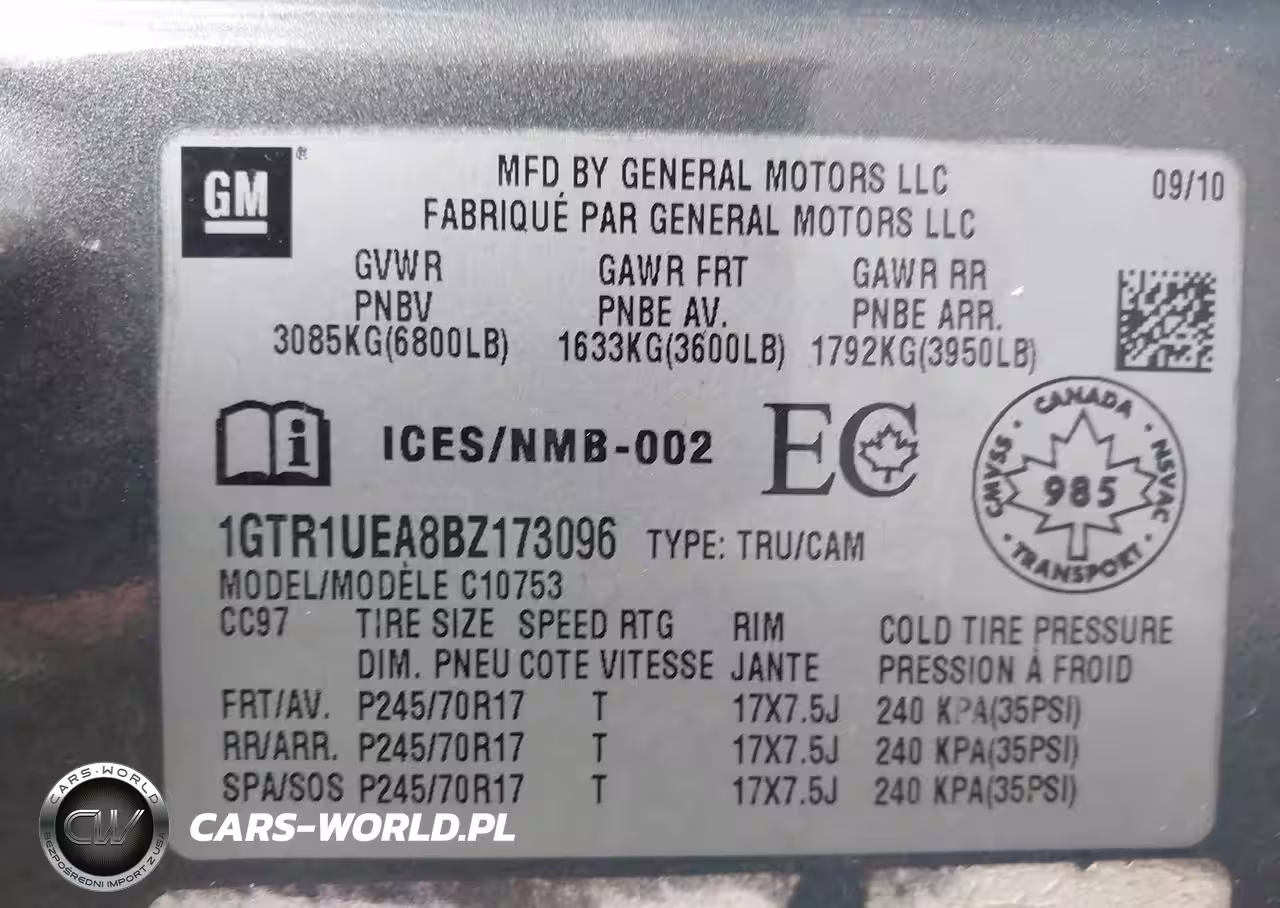 GM
®
MFD BY GENERAL MOTORS LLC
09/10
FABRIQUÉ PAR GENERAL MOTORS LLC
GVWR GAWR FRT GAWR RR
PNBV PNBE AV. PNBE ARR.
3085KG(6800LB) 1633KG(3600LB) 1792KG(3950LB)
i
ICES/NMB-002
EC
CANADA
CMVSS
985
NSVAC
TRANSPORT
1GTR1UEA8BZ173096 TYPE: TRU/CAM
MODEL/MODÈLE C10753
CC97 TIRE SIZE SPEED RTG RIM COLD TIRE PRESSURE
DIM. PNEU COTE VITESSE JANTE PRESSION À FROID
FRT/AV. P245/70R17 T 17X7.5J 240 KPA(35PSI)
RR/ARR. P245/70R17 T 17X7.5J 240 KPA(35PSI)
SPA/SOS P245/70R17 T 17X7.5J 240 KPA(35PSI)
CARS-WORLD
CW
BEZPOŚREDNI IMPORT Z USA
CARS-WORLD.PL